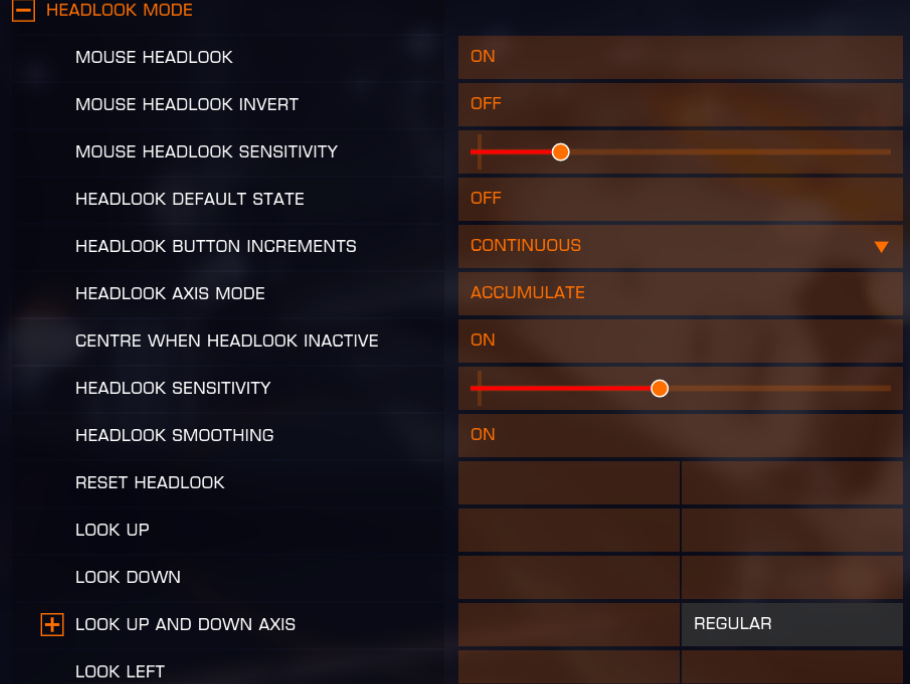 HEADLOOK MODE
MOUSE HEADLOOK ON
MOUSE HEADLOOK INVERT OFF
MOUSE HEADLOOK SENSITIVITY
HEADLOOK DEFAULT STATE OFF
HEADLOOK BUTTON INCREMENTS CONTINUOUS
HEADLOOK AXIS MODE ACCUMULATE
CENTRE WHEN HEADLOOK INACTIVE ON
HEADLOOK SENSITIVITY
HEADLOOK SMOOTHING ON
RESET HEADLOOK
LOOK UP
LOOK DOWN
LOOK UP AND DOWN AXIS REGULAR
LOOK LEFT